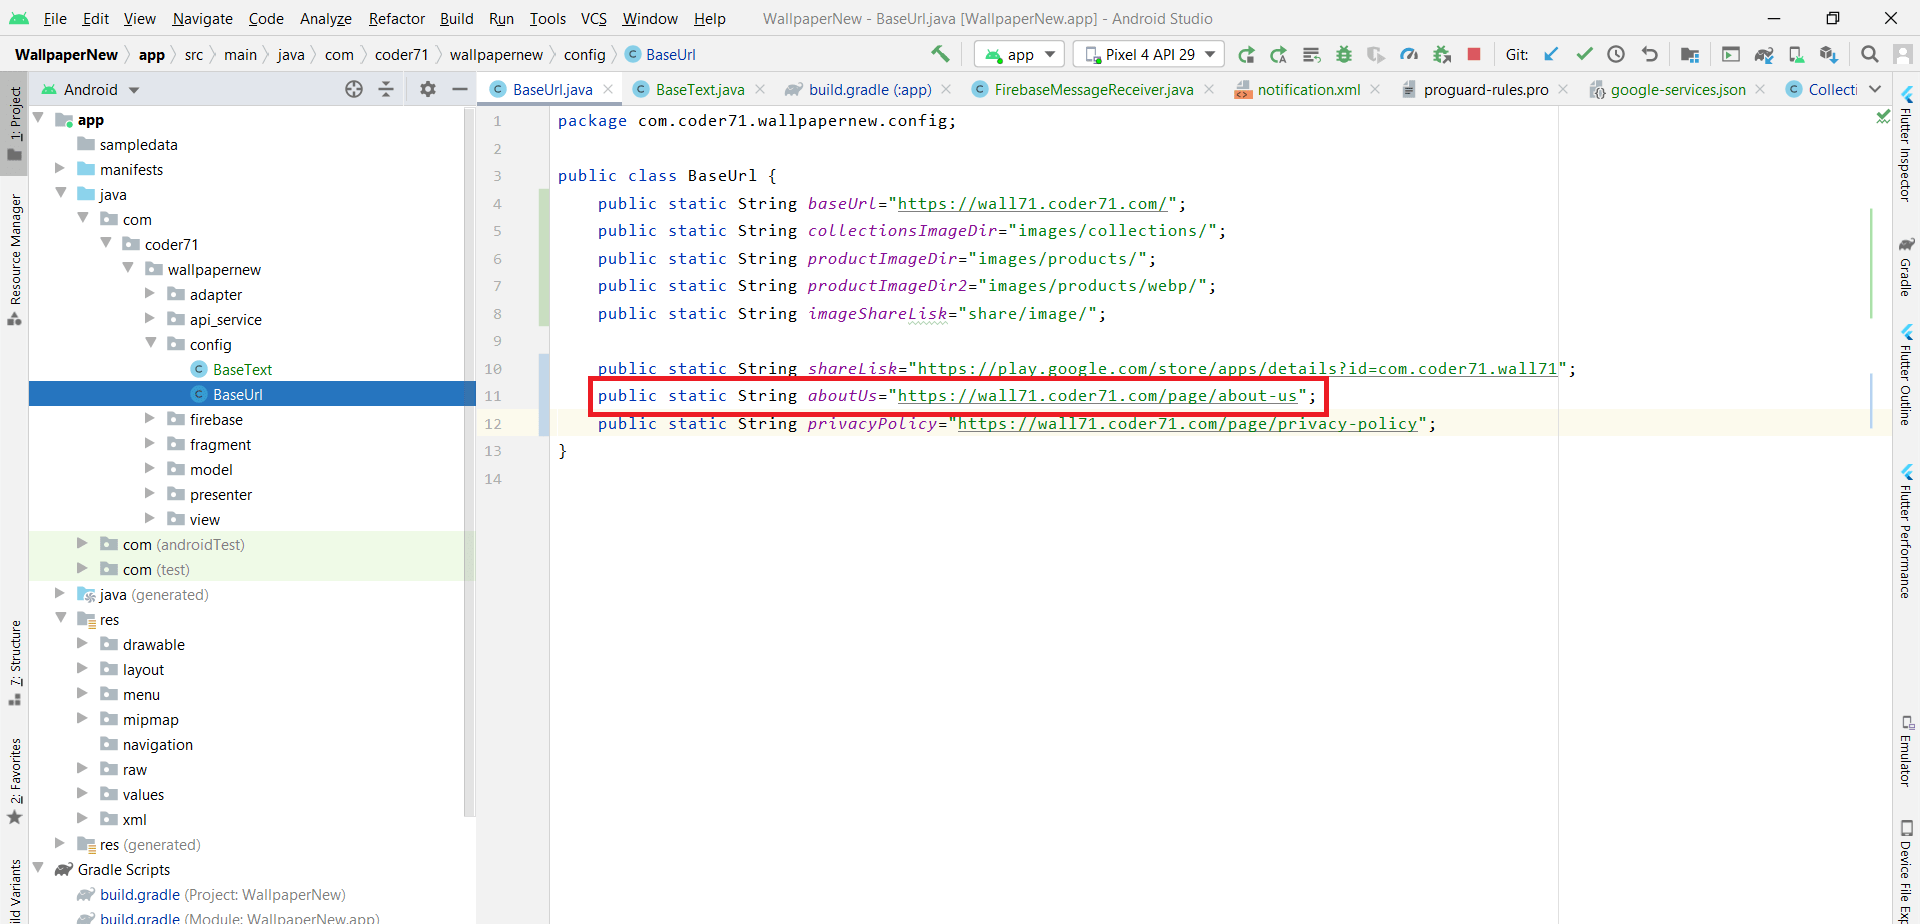 File Edit View Navigate Code Analyze Refactor Build Run Tools VCS Window Help WallpaperNew - BaseUrl.java [WallpaperNew.app] - Android Studio
WallpaperNew app src main java com coder71 wallpapernew config BaseUrl app Pixel 4 API 29 Git:
Android
BaseUrl.java BaseText.java build.gradle (:app) FirebaseMessageReceiver.java notification.xml proguard-rules.pro google-services.json Collecti
1: Project
Resource Manager
7: Structure
2: Favorites
ild Variants
app
sampledata
manifests
java
com
coder71
wallpapernew
adapter
api_service
config
BaseText
BaseUrl
firebase
fragment
model
presenter
view
com (androidTest)
com (test)
java (generated)
res
drawable
layout
menu
mipmap
navigation
raw
values
xml
res (generated)
Gradle Scripts
build.gradle (Project: WallpaperNew)
build.gradle (Module: WallpaperNew.app)
1 package com.coder71.wallpapernew.config;
2
3 public class BaseUrl {
4 public static String baseUrl="https://wall71.coder71.com/";
5 public static String collectionsImageDir="images/collections/";
6 public static String productImageDir="images/products/";
7 public static String productImageDir2="images/products/webp/";
8 public static String imageShareLisk="share/image/";
9
10 public static String shareLisk="https://play.google.com/store/apps/details?id=com.coder71.wall71";
11 public static String aboutUs="https://wall71.coder71.com/page/about-us";
12 public static String privacyPolicy="https://wall71.coder71.com/page/privacy-policy";
13 }
14
Flutter Inspector
Gradle
Flutter Outline
Flutter Performance
Emulator
Device File Exp